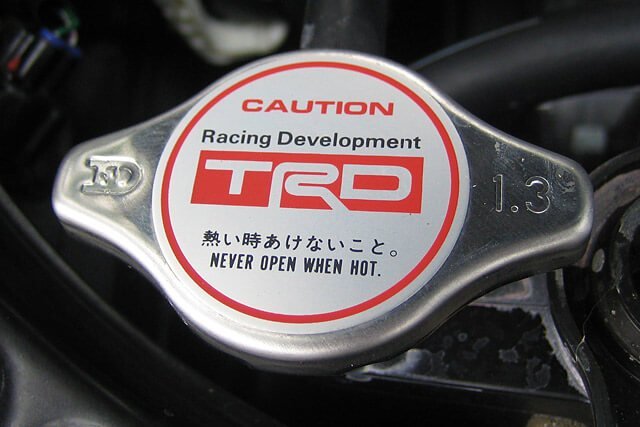 CAUTION
Racing Development
TRD
熱い時あけないこと。
NEVER OPEN WHEN HOT.
1.3